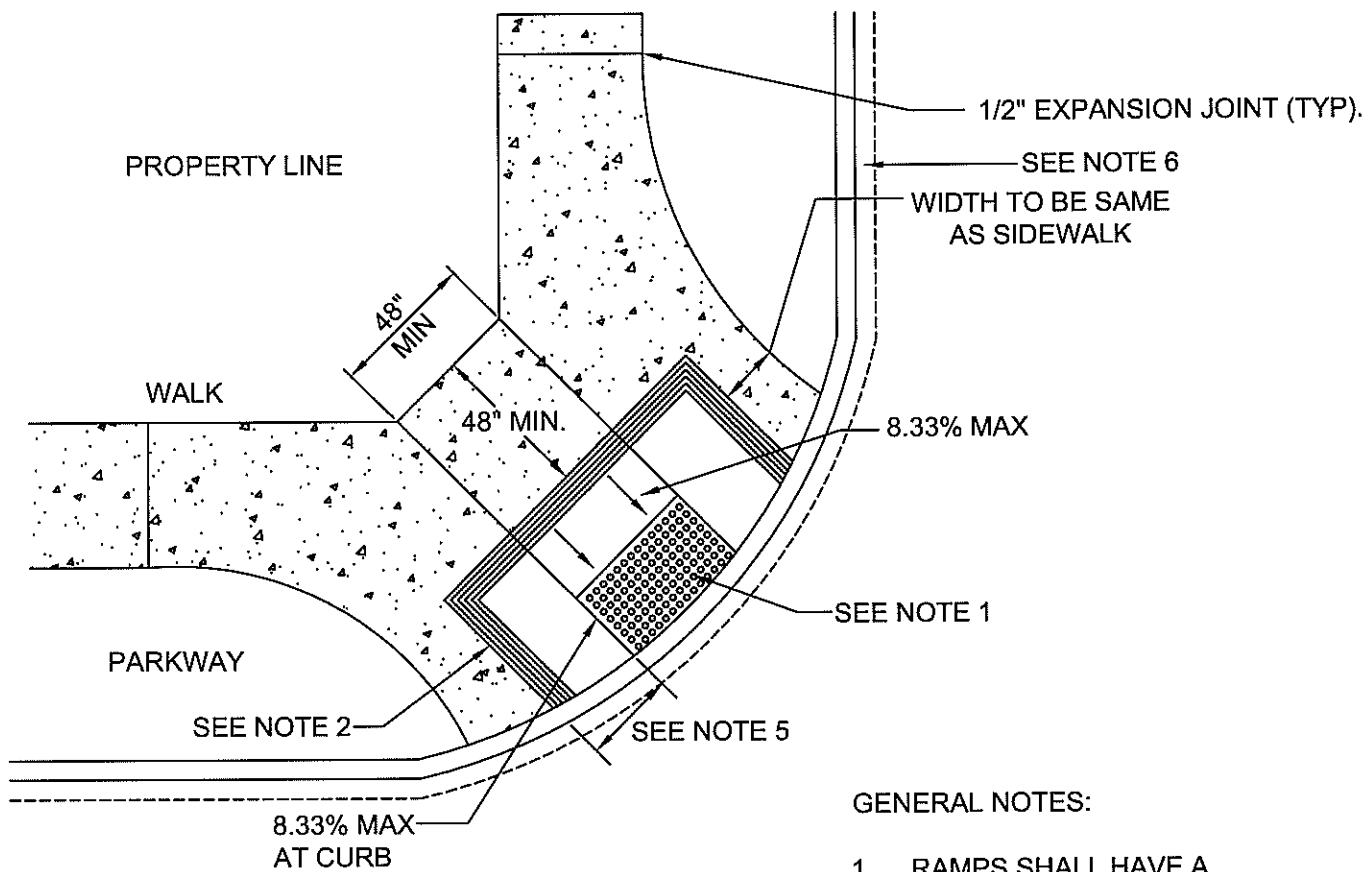 1/2" EXPANSION JOINT (TYP).
PROPERTY LINE
SEE NOTE 6
WIDTH TO BE SAME
AS SIDEWALK
48"
MIN
WALK
48" MIN.
8.33% MAX
SEE NOTE 1
PARKWAY
SEE NOTE 2
SEE NOTE 5
8.33% MAX
AT CURB
GENERAL NOTES:
1. RAMPS SHALL HAVE A